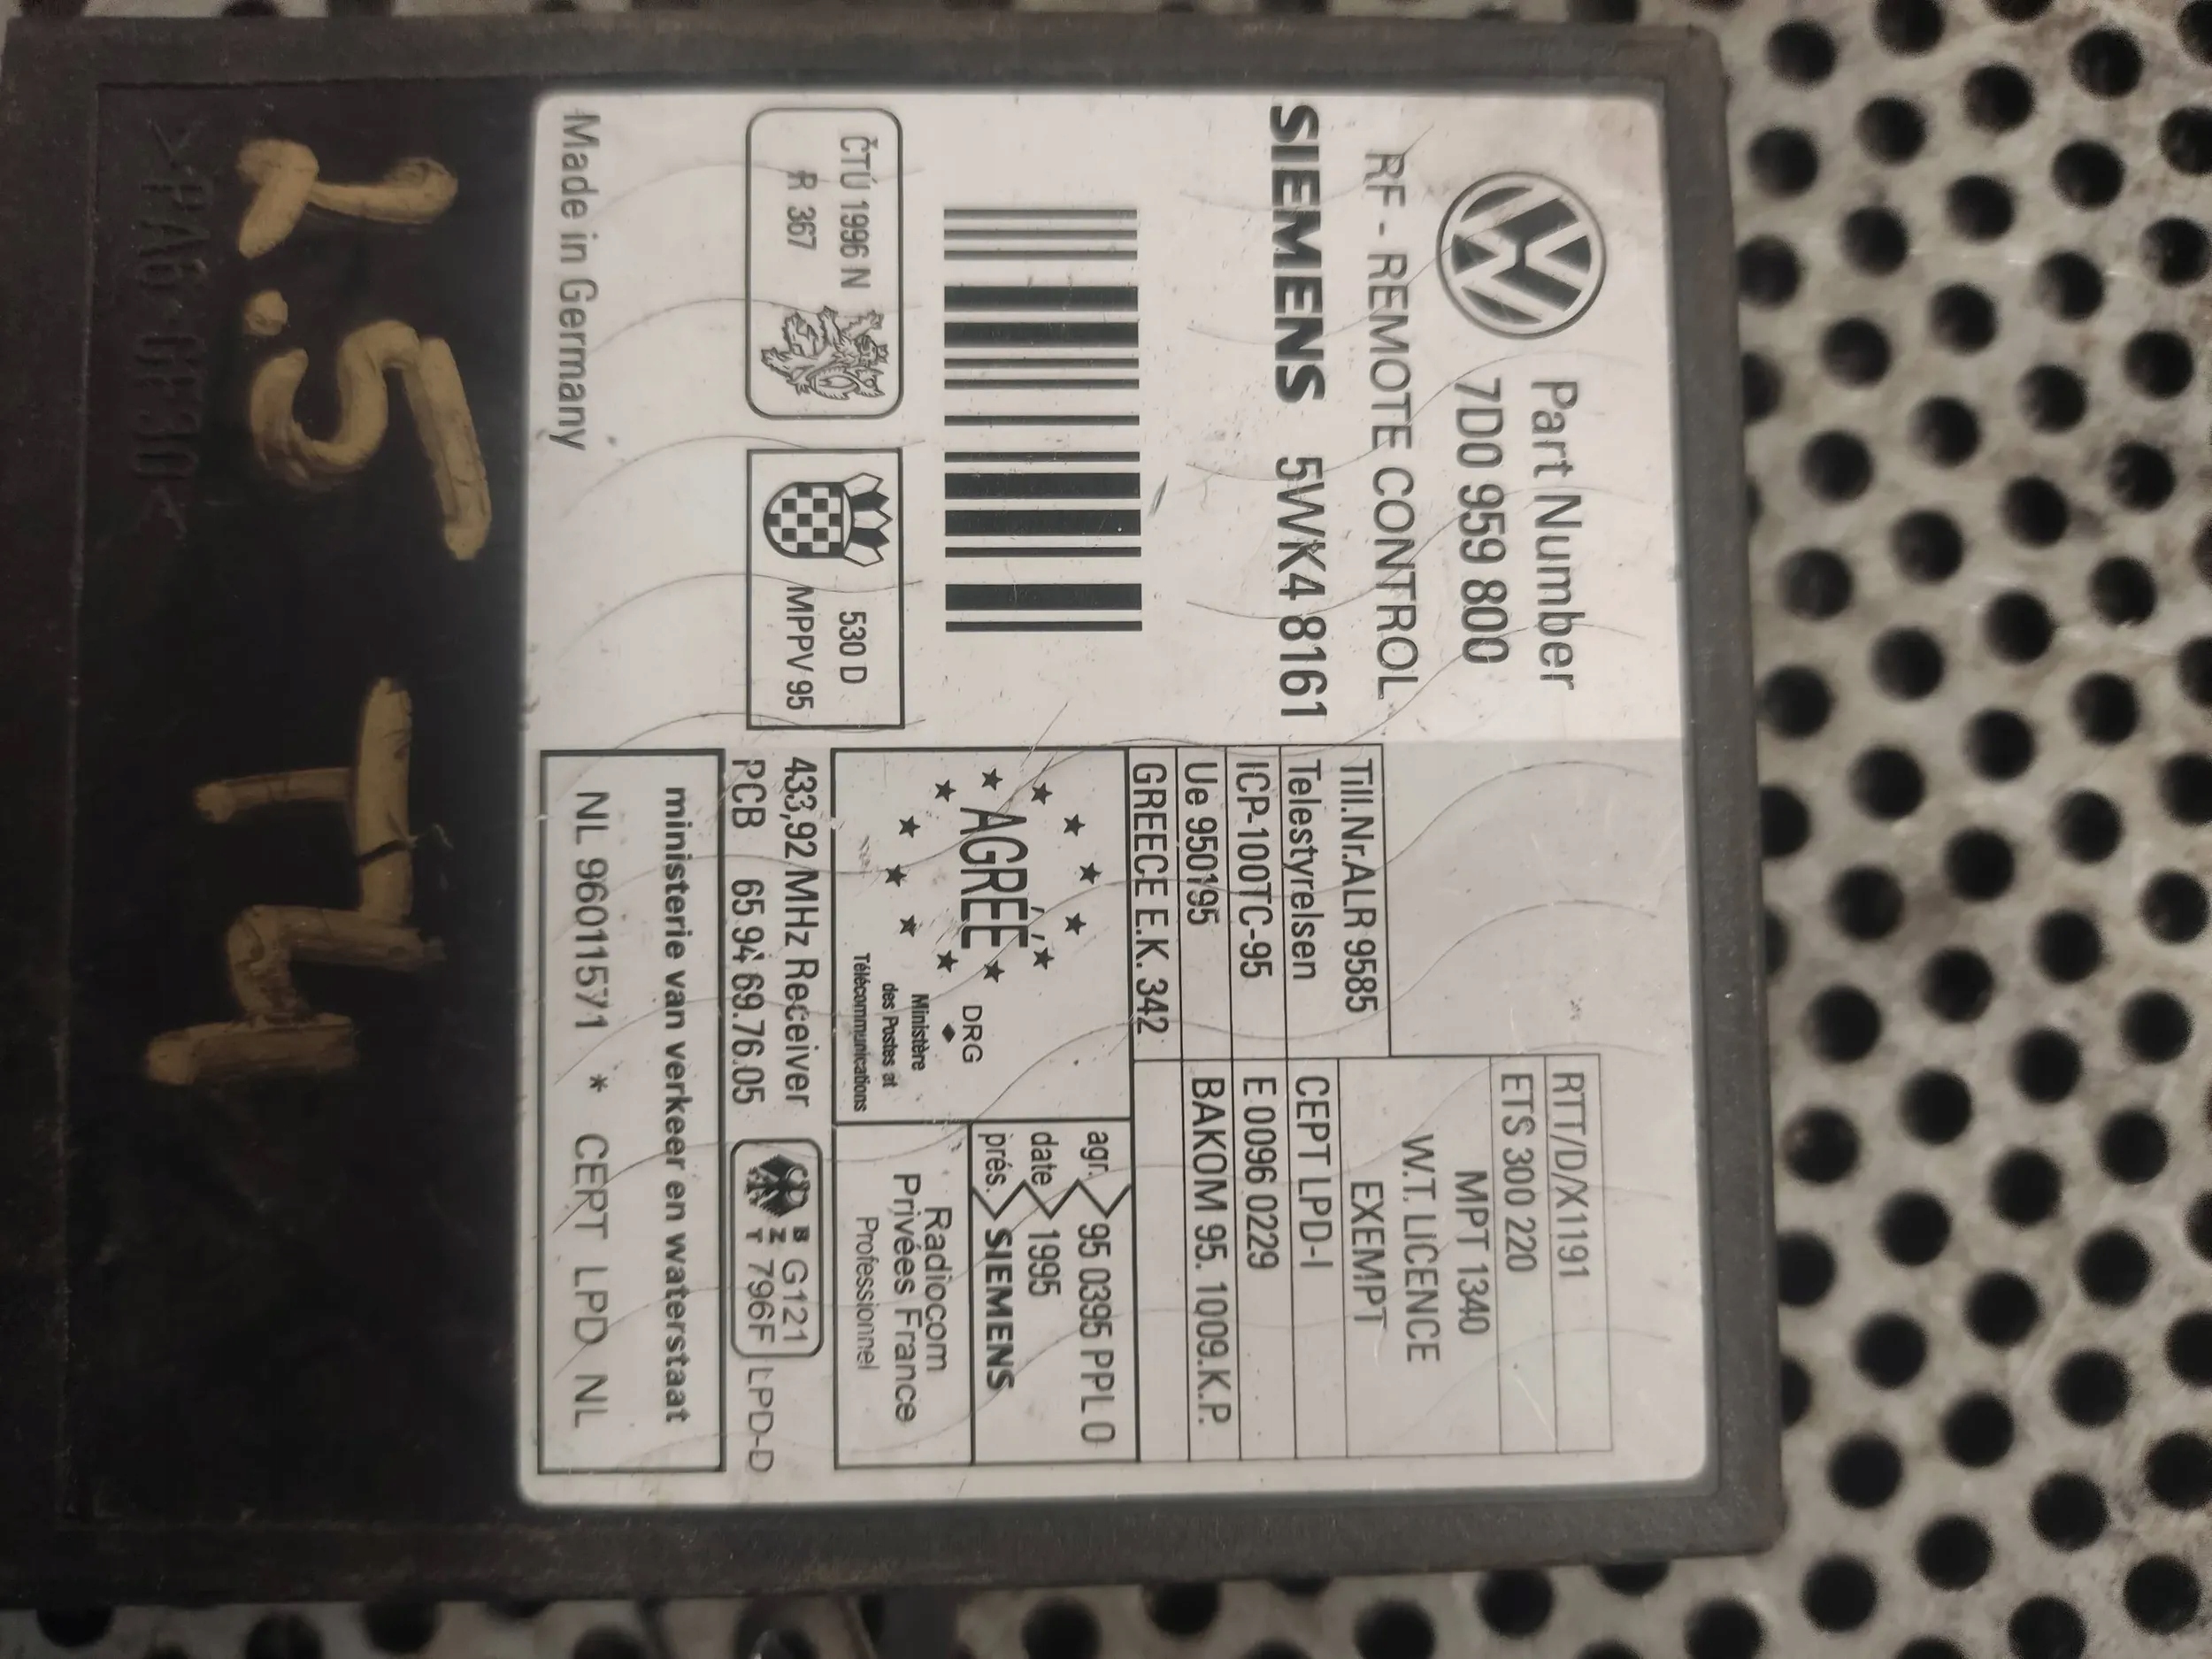 Part Number
7D0 959 800
RF - REMOTE CONTROL
SIEMENS 5WK4 8161
ČTÚ 1996 N
R 367
530 D
MPPV 95
Made in Germany
RTT/D/X1191
ETS 300 220
MPT 1340
W.T. LICENCE
EXEMPT
Till.Nr.ALR 9585
Telestyrelsen
CEPT LPD-I
ICP-100TC-95
E 0096 0229
Ue 950195
BAKOM 95. 1009.K.P.
GREECE E.K. 342
AGRÉÉ
DRG
Ministère
des Postes at
Télécommunications
agr. 95 0395 PPL 0
date 1995
prés. SIEMENS
Radiocom
Privées France
Professionnel
433,92 MHz Receiver
PCB 65.94 69.76.05
B Z T
G121
796F
LPD-D
ministerie van verkeer en waterstaat
NL 96011571 * CEPT LPD NL
>PA6 GF30<